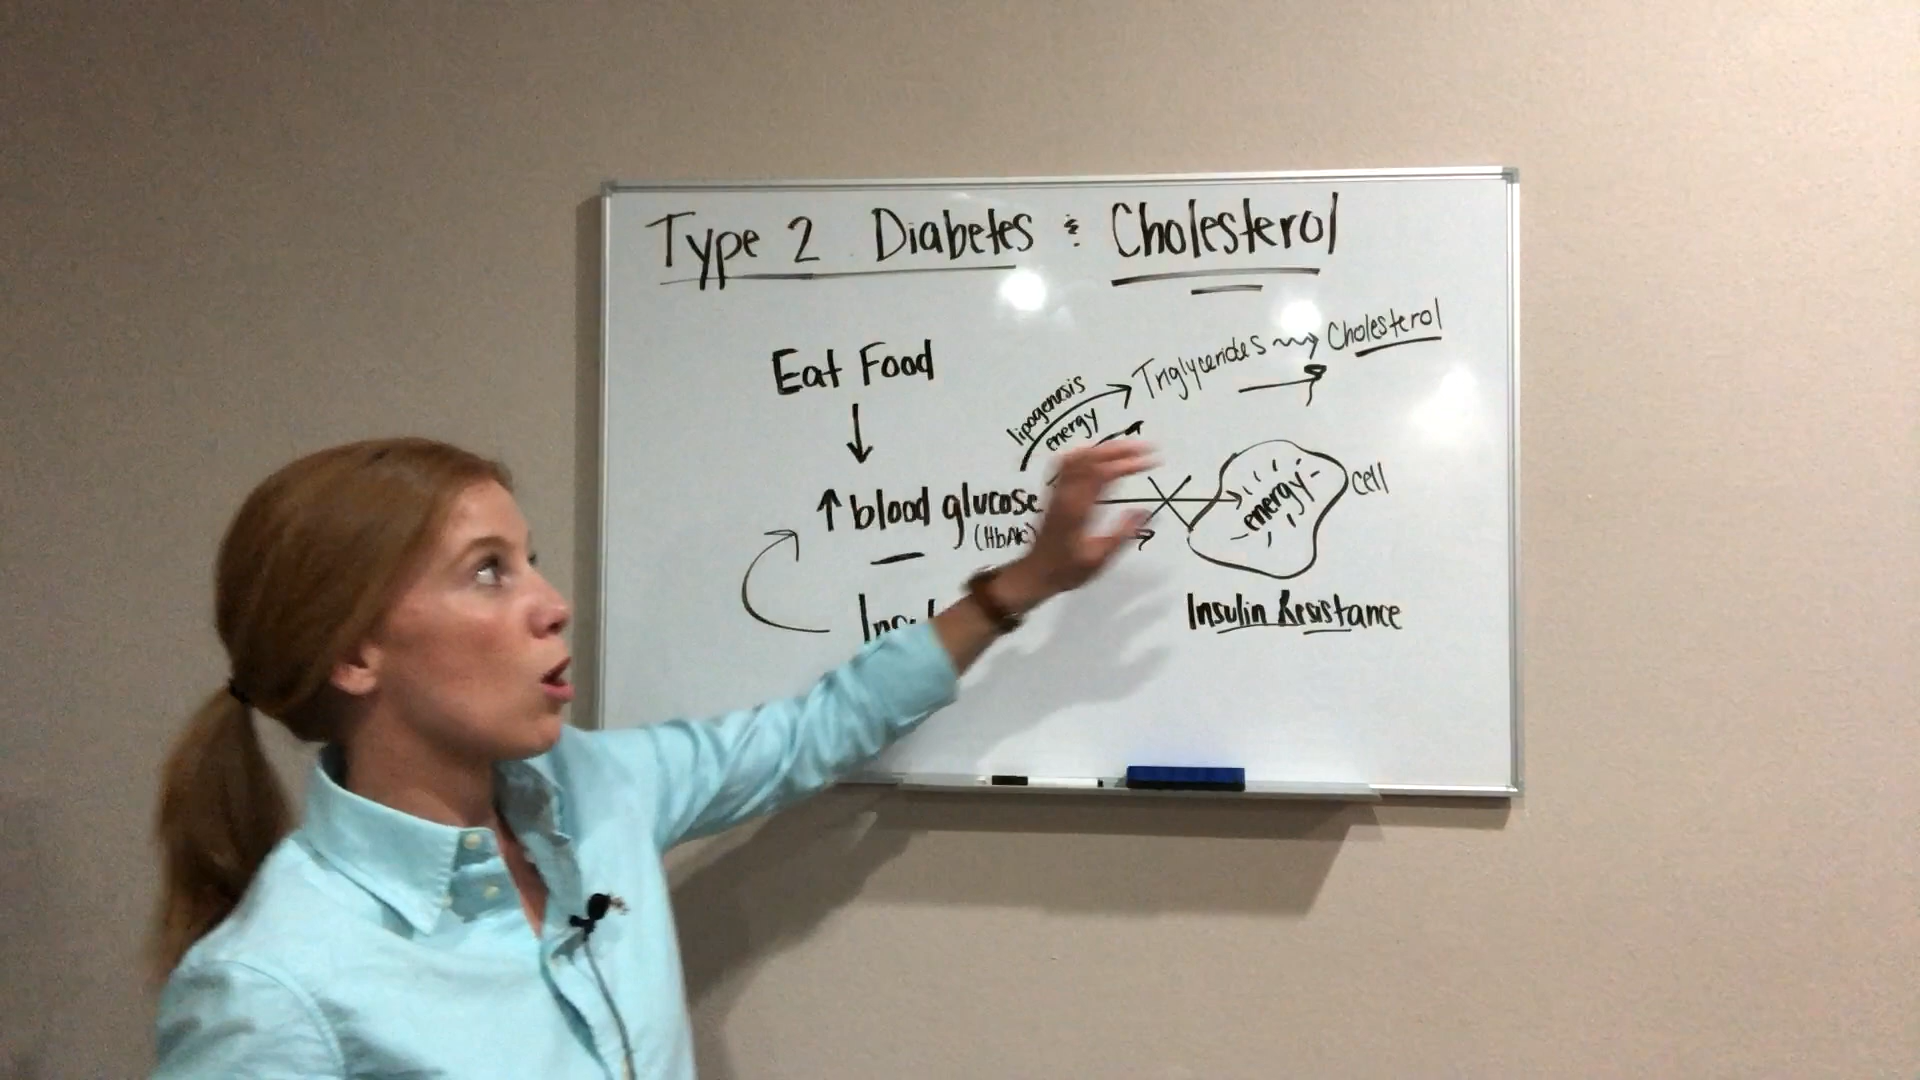 Type 2 Diabetes & Cholesterol
Eat Food
lipogenesis
energy
Triglycerides
Cholesterol
↑ blood glucose
(HbA1c)
energy
cell
Insulin Resistance